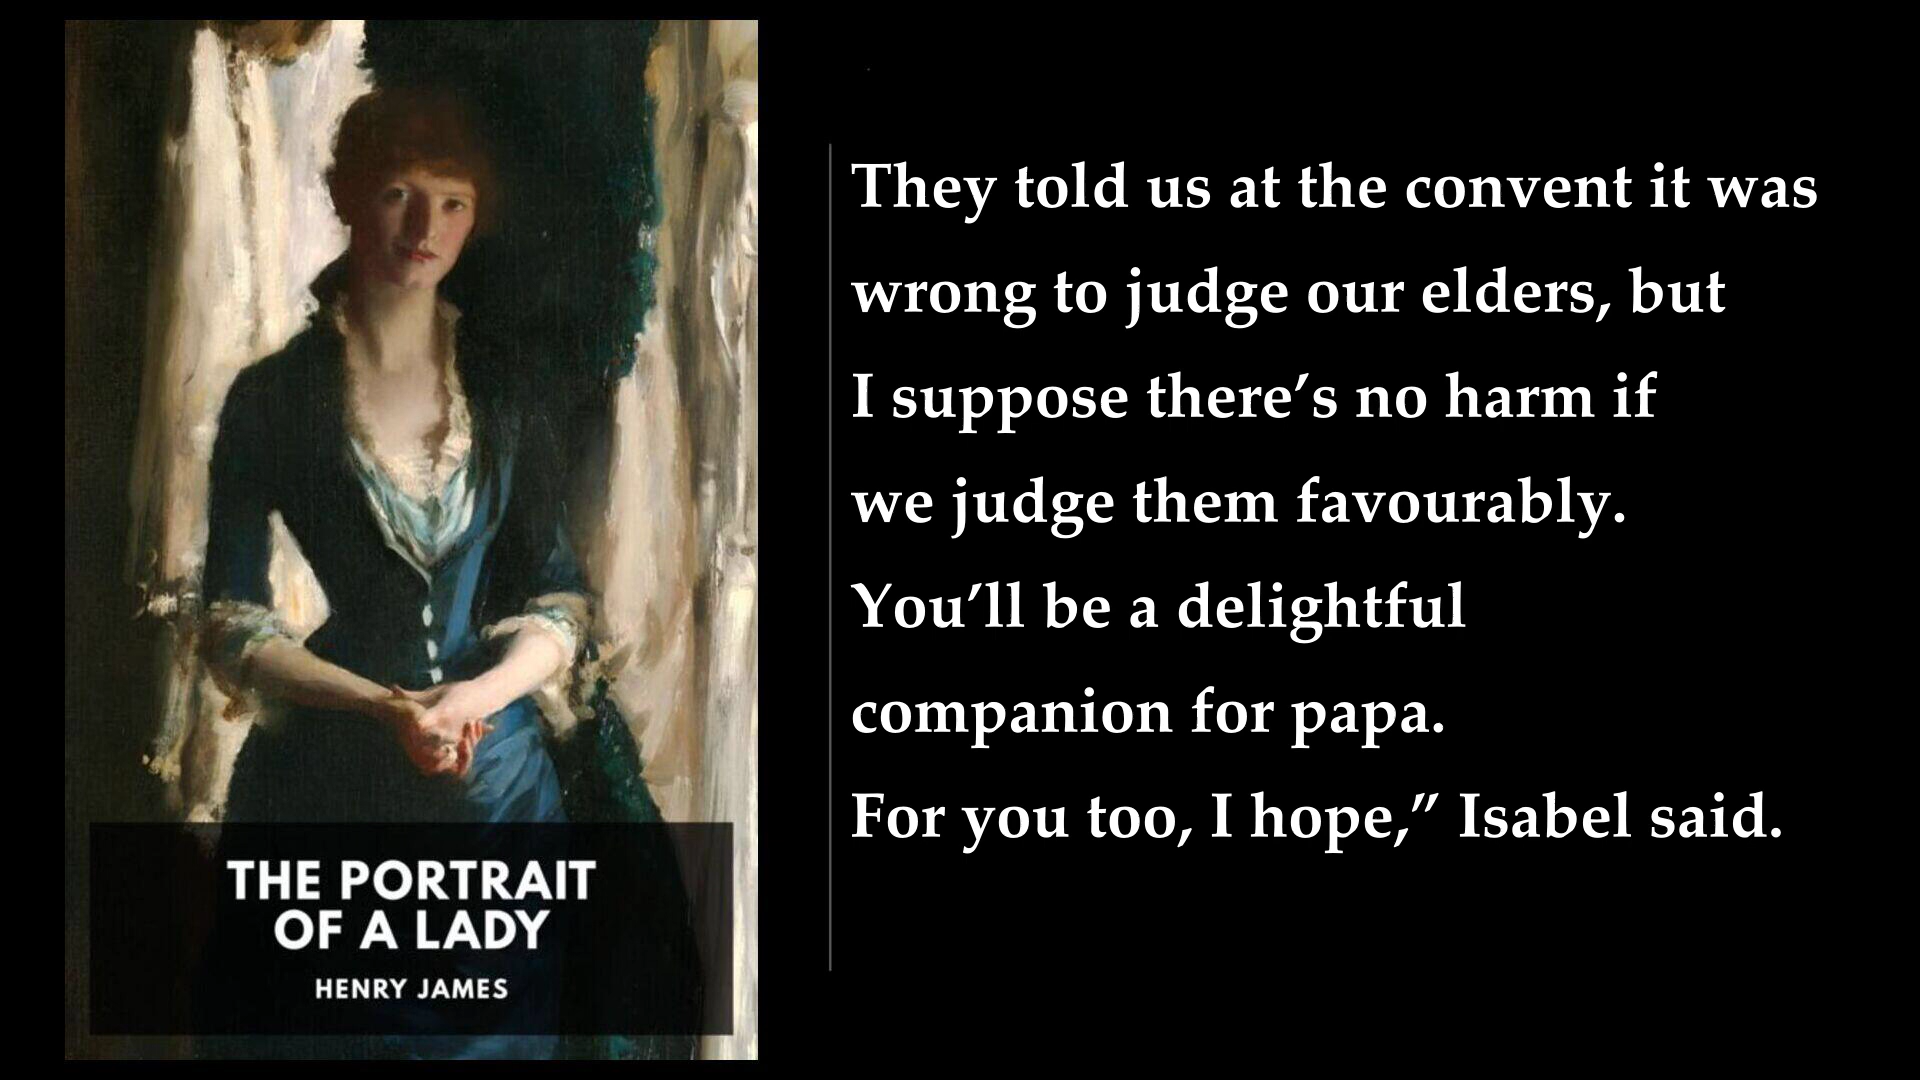 THE PORTRAIT
OF A LADY
HENRY JAMES
They told us at the convent it was
wrong to judge our elders, but
I suppose there’s no harm if
we judge them favourably.
You’ll be a delightful
companion for papa.
For you too, I hope,” Isabel said.